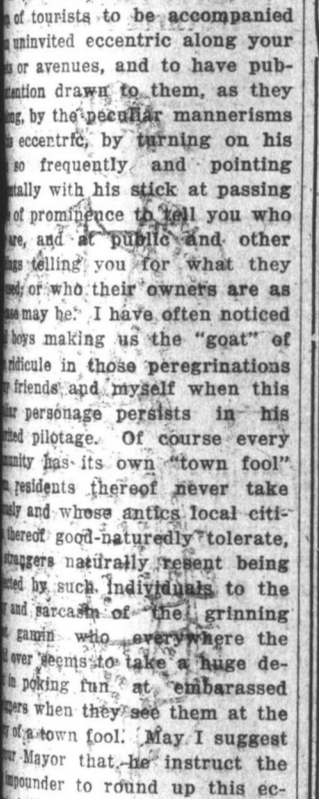 of tourists to be accompanied
uninvited eccentric along your
or avenues, and to have pub-
drawn to them, as they
by the peculiar mannerisms
eccentric, by turning on his
so frequently and pointing
with his stick at passing
of prominence to tell you who
are, and at public and other
telling you for what they
or who their owners are as
may be. I have often noticed
boys making us the "goat" of
ridicule in those peregrinations
friends and myself when this
personage persists in his
pilotage. Of course every
has its own "town fool"
residents thereof never take
and whose antics local citi-
thereof good-naturedly tolerate,
strangers naturally resent being
by such individuals to the
and sarcasm of the grinning
gamin who everywhere the
over seems to take a huge de-
in poking fun at embarassed
when they see them at the
of a town fool. May I suggest
Mayor that he instruct the
to round up this ec-